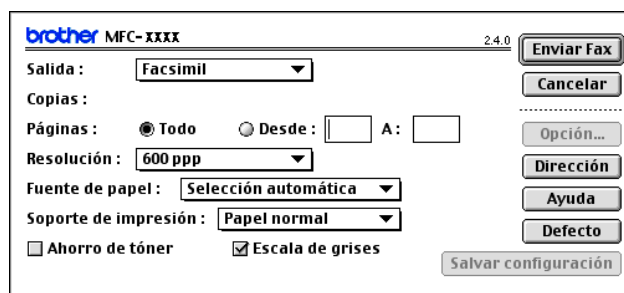 brother MFC-xxxx 2.4.0 Enviar Fax
Salida : Facsimil
Cancelar
Copias :
Páginas : Todo Desde : A :
Opción...
Resolución : 600 ppp
Dirección
Fuente de papel : Selección automática
Ayuda
Soporte de impresión : Papel normal
Defecto
Ahorro de tóner Escala de grises
Salvar configuración